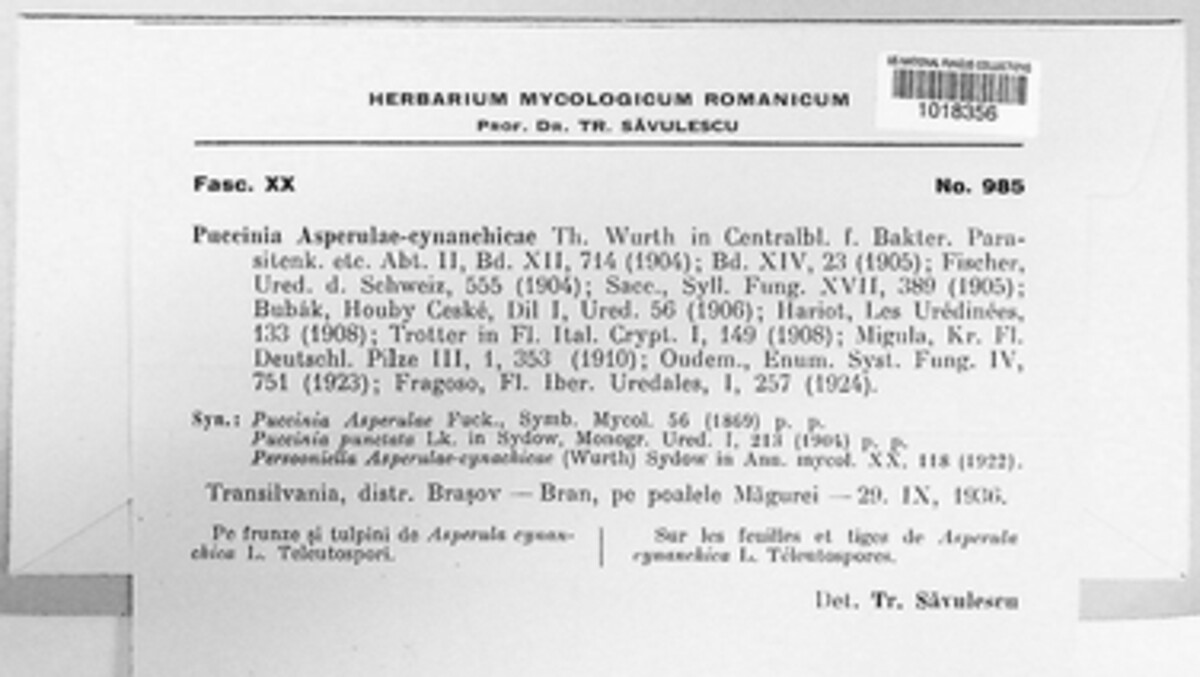 US NATIONAL FUNGUS COLLECTIONS
1018356
HERBARIUM MYCOLOGICUM ROMANICUM
PROF. DR. TR. SĂVULESCU
Fasc. XX No. 985
Puccinia Asperulae-cynanchicae Th. Wurth in Centralbl. f. Bakter. Para-
sitenk. etc. Abt. II, Bd. XII, 714 (1904); Bd. XIV, 23 (1905); Fischer,
Ured. d. Schweiz, 555 (1904); Sacc., Syll. Fung. XVII, 389 (1905);
Bubák, Houby Ceské, Dil I, Ured. 56 (1906); Hariot, Les Urédinées,
133 (1908); Trotter in Fl. Ital. Crypt. I, 149 (1908); Migula, Kr. Fl.
Deutschl. Pilze III, 1, 353 (1910); Oudem., Enum. Syst. Fung. IV,
751 (1923); Fragoso, Fl. Iber. Uredales, I, 257 (1924).
Syn.: Puccinia Asperulae Fuck., Symb. Mycol. 56 (1869) p. p.
Puccinia punctata Lk. in Sydow, Monogr. Ured. I, 213 (1904) p. p.
Persooniella Asperulae-cynachicae (Wurth) Sydow in Ann. mycol. XX, 118 (1922).
Transilvania, distr. Brașov — Bran, pe poalele Măgurei — 29. IX, 1936.
Pe frunze și tulpini de Asperula cynan-
chica L. Teleutospori.
Sur les feuilles et tiges de Asperula
cynanchica L. Téleutospores.
Det. Tr. Săvulescu